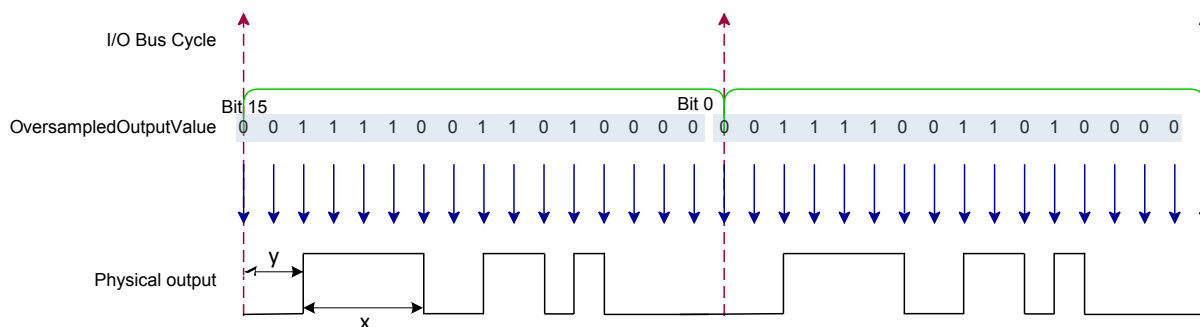 I/O Bus Cycle
Bit 15 Bit 0
OversampledOutputValue 0 0 1 1 1 1 0 0 1 1 0 1 0 0 0 0 0 0 1 1 1 1 0 0 1 1 0 1 0 0 0 0
y
Physical output
x